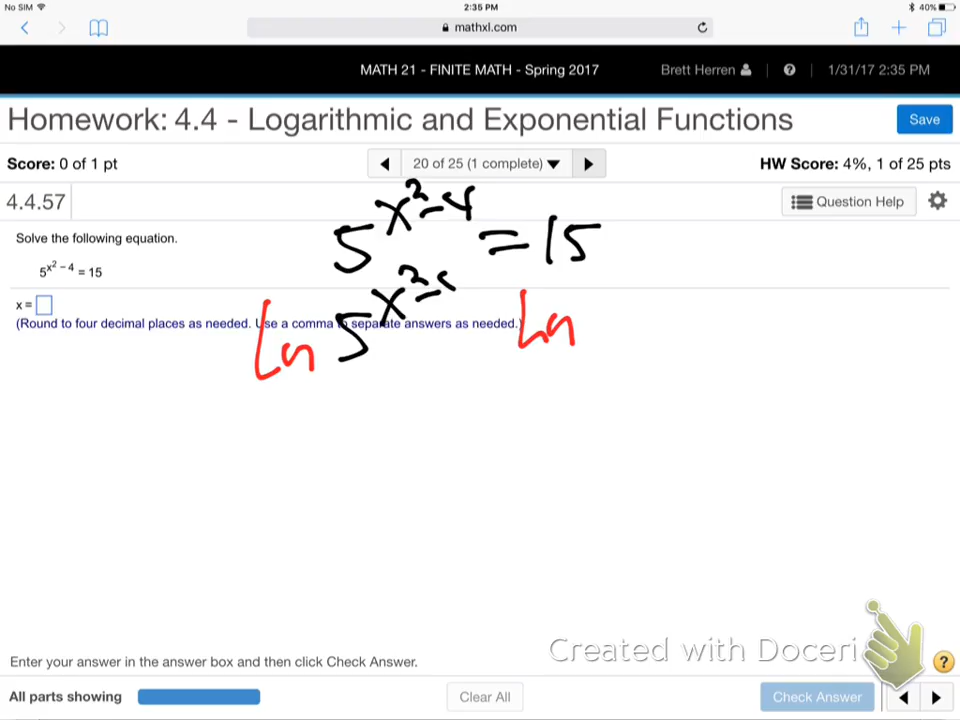 No SIM 2:35 PM 40%
mathxl.com
MATH 21 - FINITE MATH - Spring 2017 Brett Herren ? 1/31/17 2:35 PM
Homework: 4.4 - Logarithmic and Exponential Functions Save
Score: 0 of 1 pt 20 of 25 (1 complete) HW Score: 4%, 1 of 25 pts
4.4.57 Question Help
5^{x^2-4} = 15
Solve the following equation.
5^{x^2-4} = 15
x =
(Round to four decimal places as needed. Use a comma to separate answers as needed.)
Ln 5^{x^2-4} Ln
Created with Doceri
Enter your answer in the answer box and then click Check Answer. ?
All parts showing Clear All Check Answer